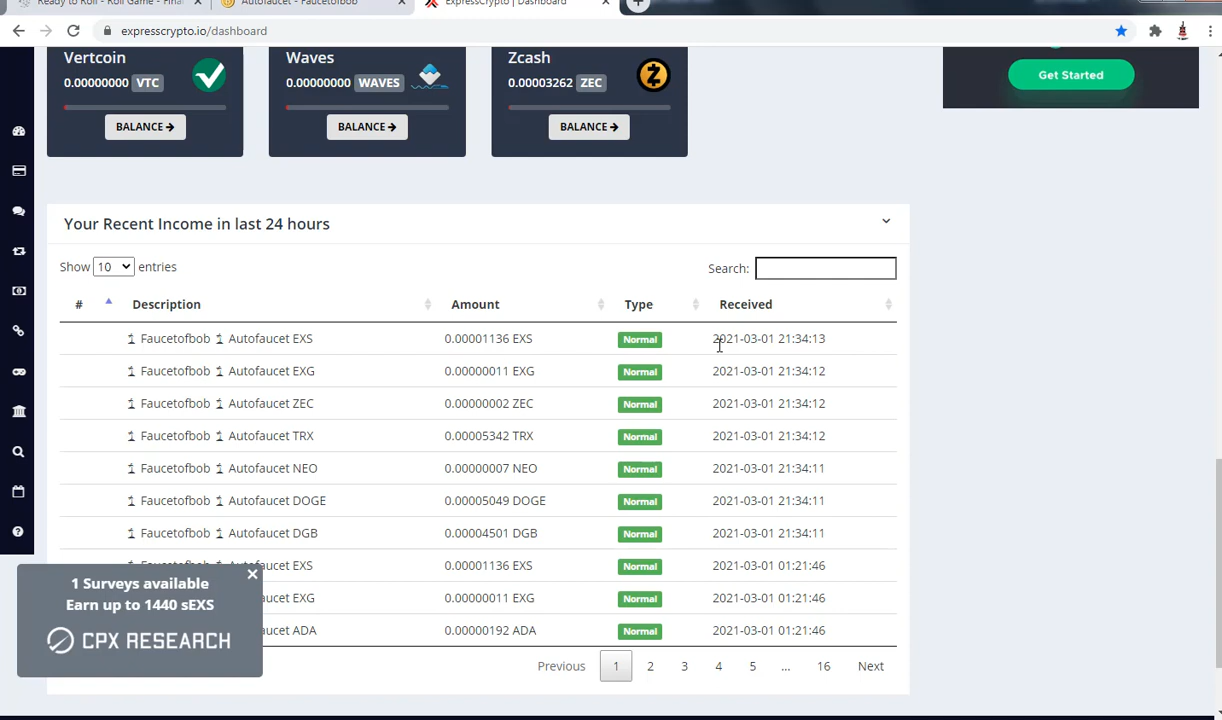 Ready to Roll - Roll Game - Final
Autofaucet - FaucetofBob
ExpressCrypto | Dashboard
expresscrypto.io/dashboard
Vertcoin
0.00000000 VTC
BALANCE
Waves
0.00000000 WAVES
BALANCE
Zcash
0.00003262 ZEC
BALANCE
Get Started
Your Recent Income in last 24 hours
Show 10 entries
Search:
# Description Amount Type Received
Faucetofbob Autofaucet EXS 0.00001136 EXS Normal 2021-03-01 21:34:13
Faucetofbob Autofaucet EXG 0.00000011 EXG Normal 2021-03-01 21:34:12
Faucetofbob Autofaucet ZEC 0.00000002 ZEC Normal 2021-03-01 21:34:12
Faucetofbob Autofaucet TRX 0.00005342 TRX Normal 2021-03-01 21:34:12
Faucetofbob Autofaucet NEO 0.00000007 NEO Normal 2021-03-01 21:34:11
Faucetofbob Autofaucet DOGE 0.00005049 DOGE Normal 2021-03-01 21:34:11
Faucetofbob Autofaucet DGB 0.00004501 DGB Normal 2021-03-01 21:34:11
Faucetofbob Autofaucet EXS 0.00001136 EXS Normal 2021-03-01 01:21:46
aucet EXG 0.00000011 EXG Normal 2021-03-01 01:21:46
aucet ADA 0.00000192 ADA Normal 2021-03-01 01:21:46
1 Surveys available
Earn up to 1440 sEXS
CPX RESEARCH
Previous 1 2 3 4 5 ... 16 Next